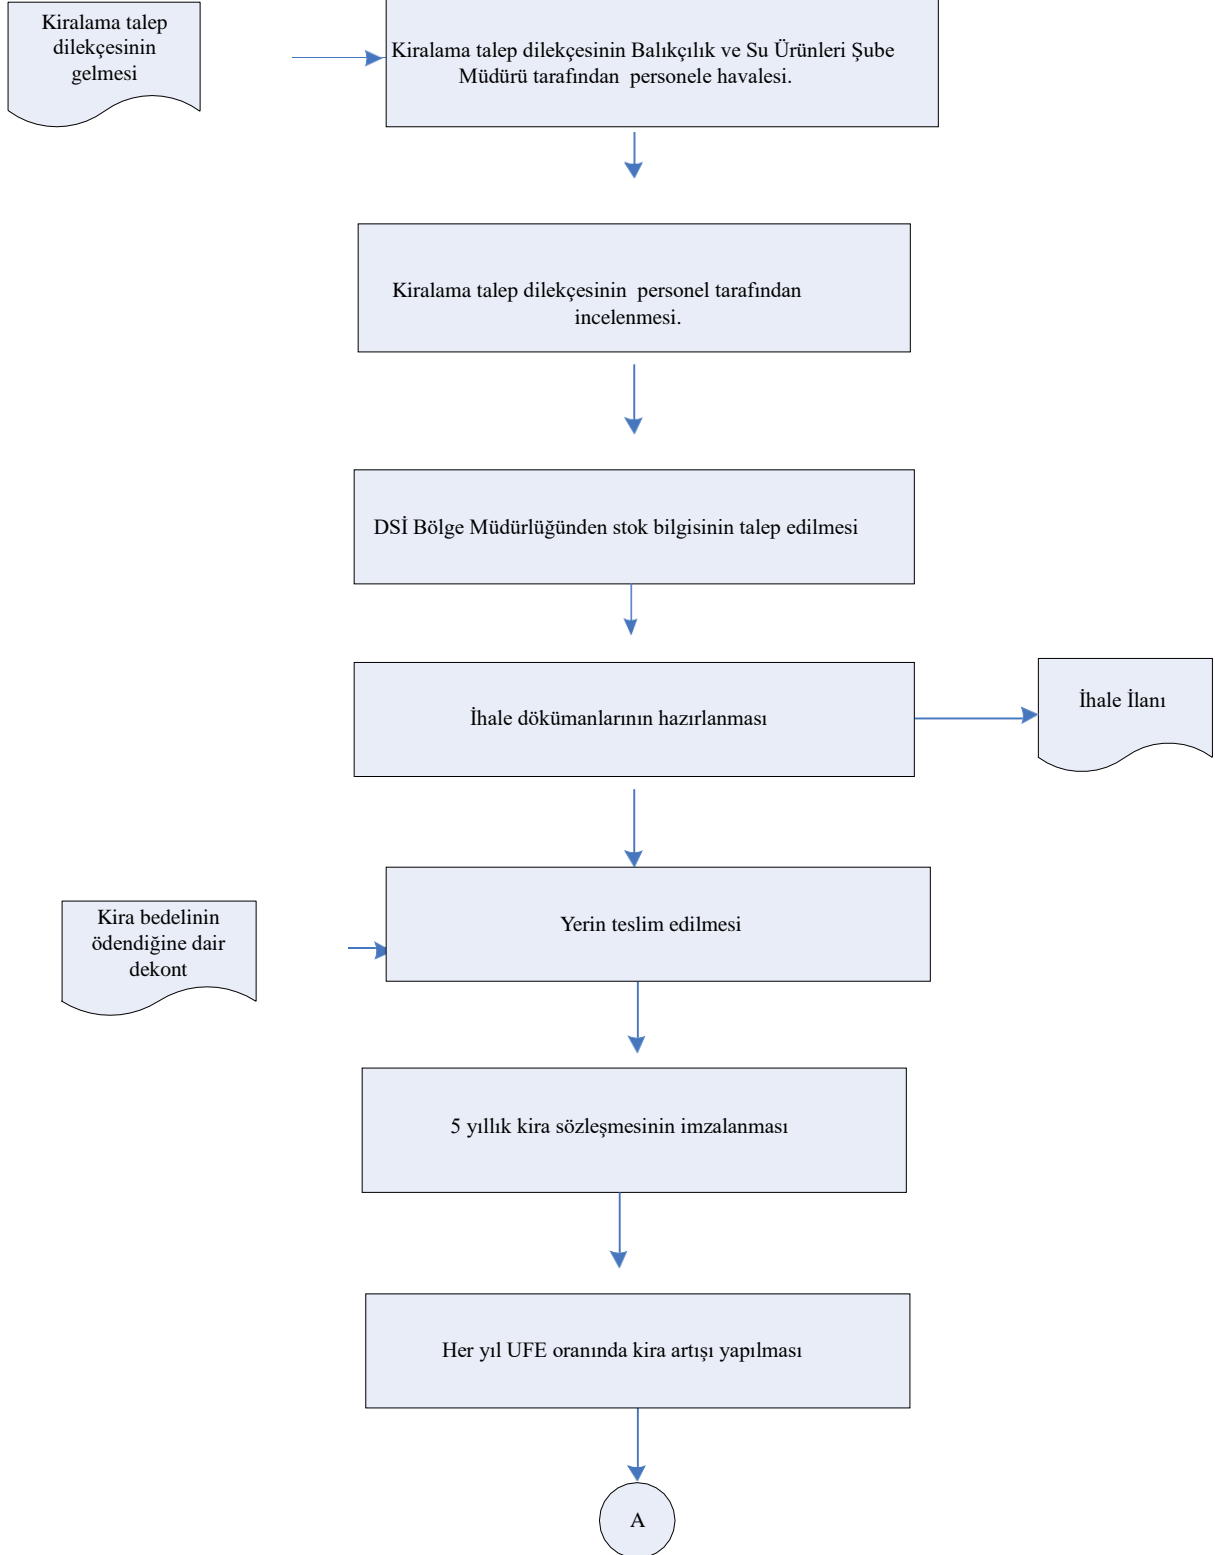 Kiralama talep
dilekçesinin
gelmesi
Kiralama talep dilekçesinin Balıkçılık ve Su Ürünleri Şube
Müdürü tarafından personele havalesi.
Kiralama talep dilekçesinin personel tarafından
incelenmesi.
DSİ Bölge Müdürlüğünden stok bilgisinin talep edilmesi
İhale dökümanlarının hazırlanması
İhale İlanı
Kira bedelinin
ödendiğine dair
dekont
Yerin teslim edilmesi
5 yıllık kira sözleşmesinin imzalanması
Her yıl UFE oranında kira artışı yapılması
A